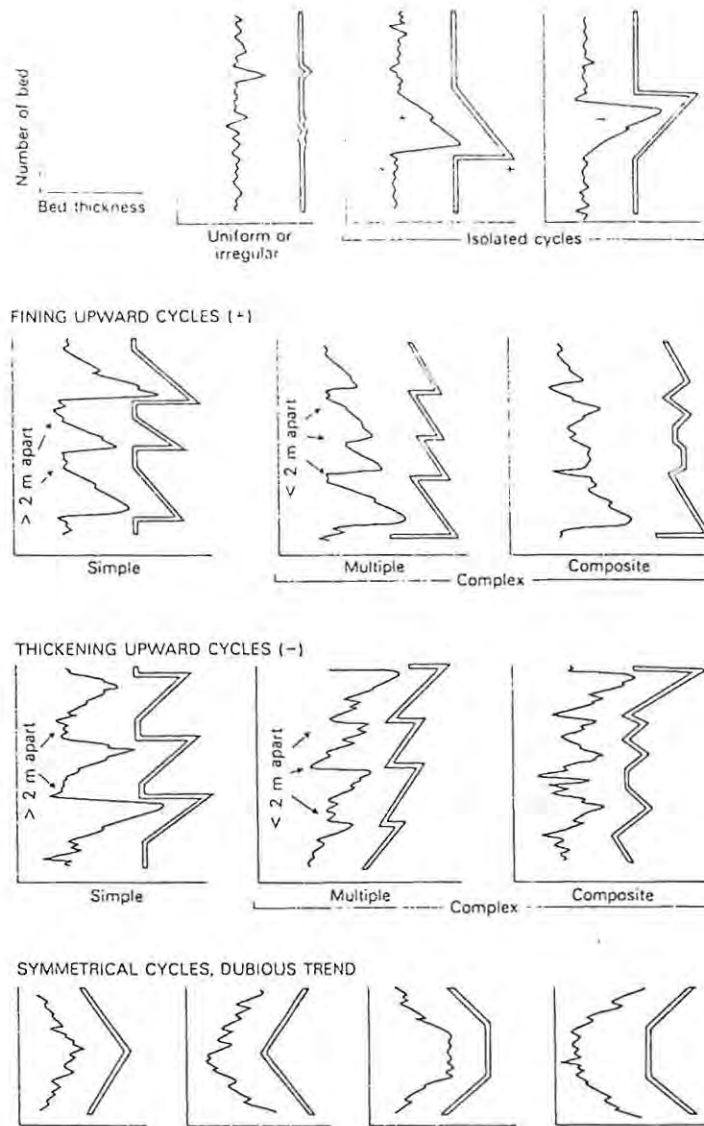 Number of bed
Bed thickness
Uniform or
irregular
Isolated cycles
+
-
+
-
FINING UPWARD CYCLES (+)
> 2 m apart
< 2 m apart
Simple
Multiple
Composite
Complex
THICKENING UPWARD CYCLES (-)
> 2 m apart
< 2 m apart
Simple
Multiple
Composite
Complex
SYMMETRICAL CYCLES, DUBIOUS TREND